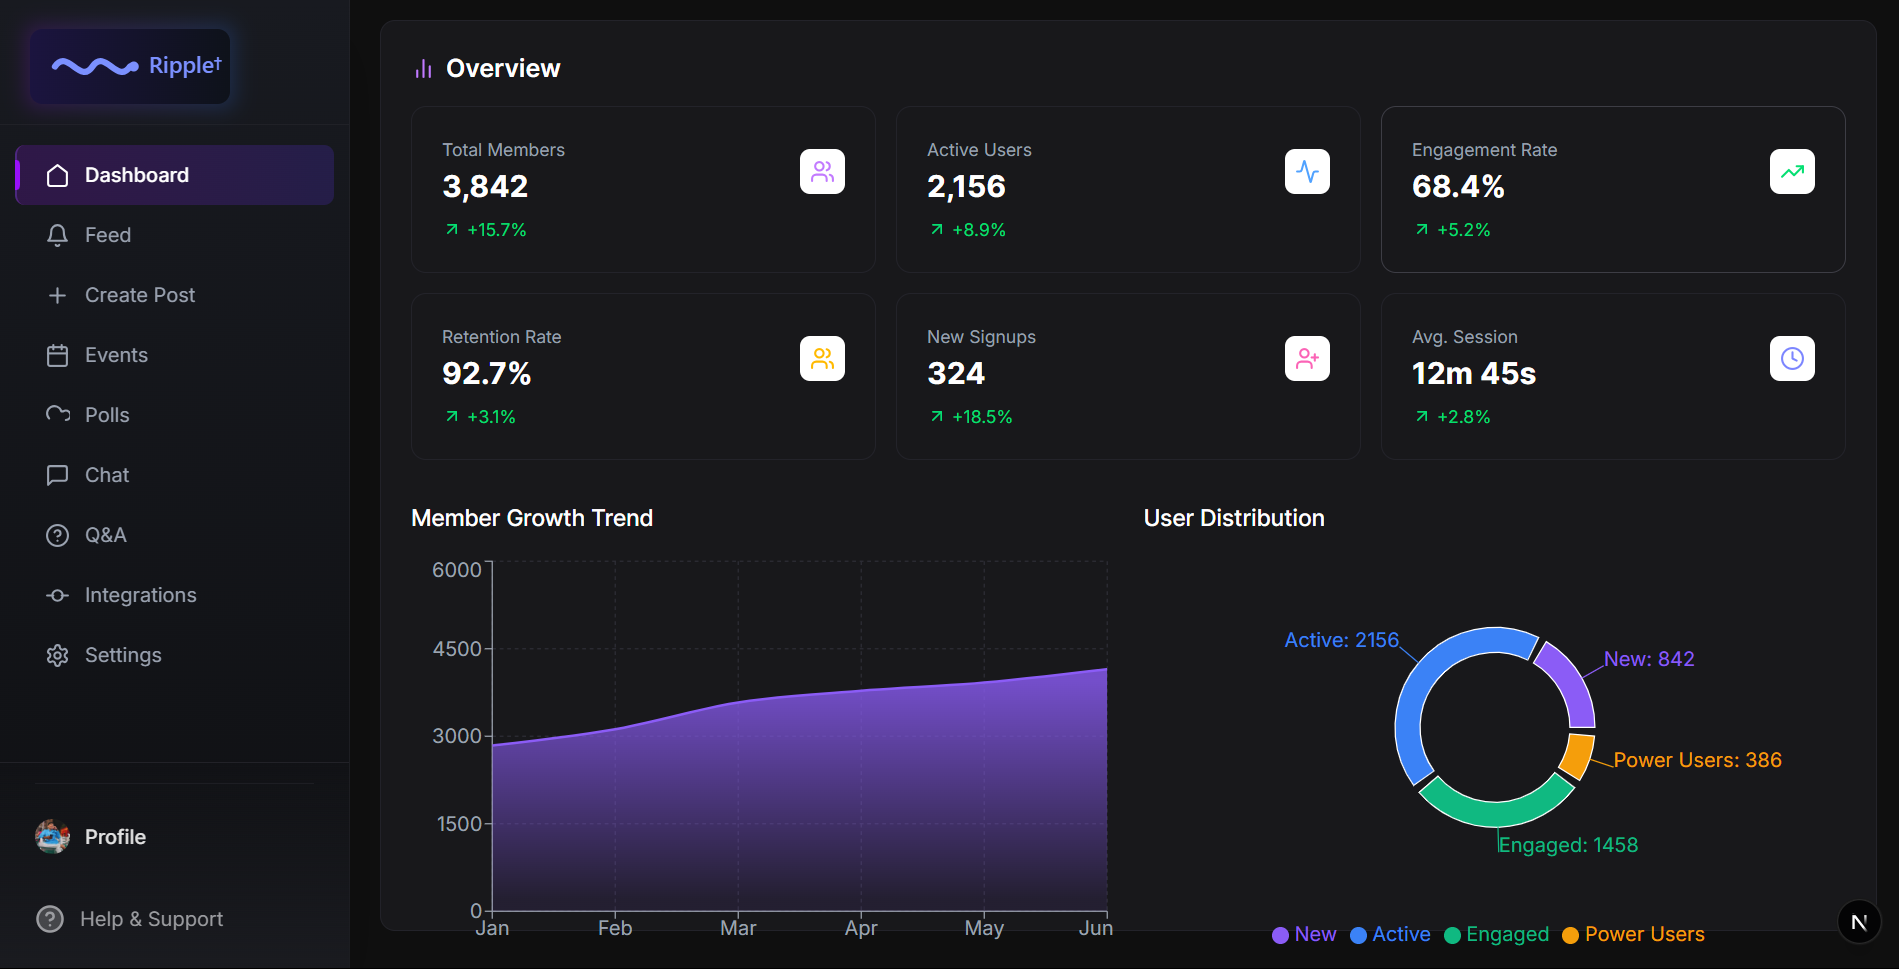 Ripple†
Dashboard
Feed
Create Post
Events
Polls
Chat
Q&A
Integrations
Settings
Profile
Help & Support
Overview
Total Members
3,842
+15.7%
Active Users
2,156
+8.9%
Engagement Rate
68.4%
+5.2%
Retention Rate
92.7%
+3.1%
New Signups
324
+18.5%
Avg. Session
12m 45s
+2.8%
Member Growth Trend
6000
4500
3000
1500
0
Jan Feb Mar Apr May Jun
User Distribution
Active: 2156
New: 842
Power Users: 386
Engaged: 1458
New Active Engaged Power Users
N